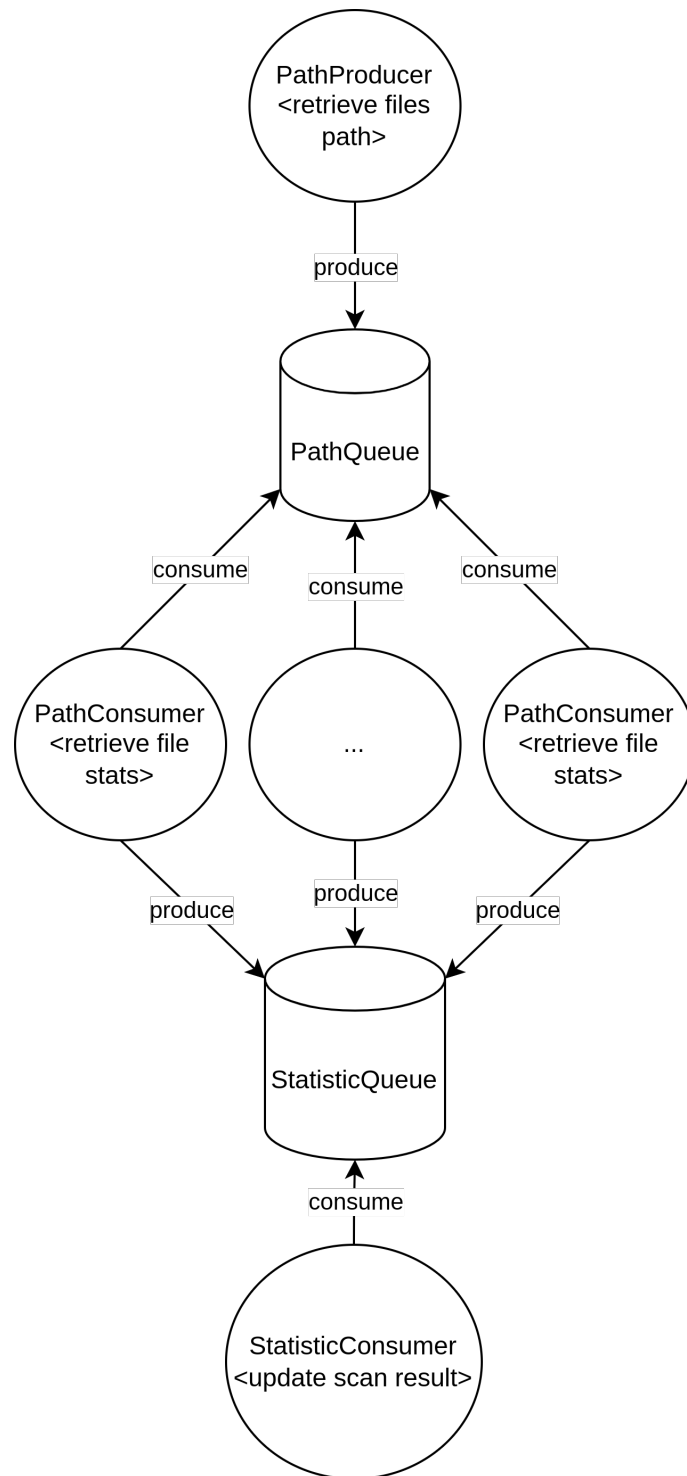 PathProducer
<retrieve files
path>
produce
PathQueue
consume
consume
consume
PathConsumer
<retrieve file
stats>
...
PathConsumer
<retrieve file
stats>
produce
produce
produce
StatisticQueue
consume
StatisticConsumer
<update scan result>